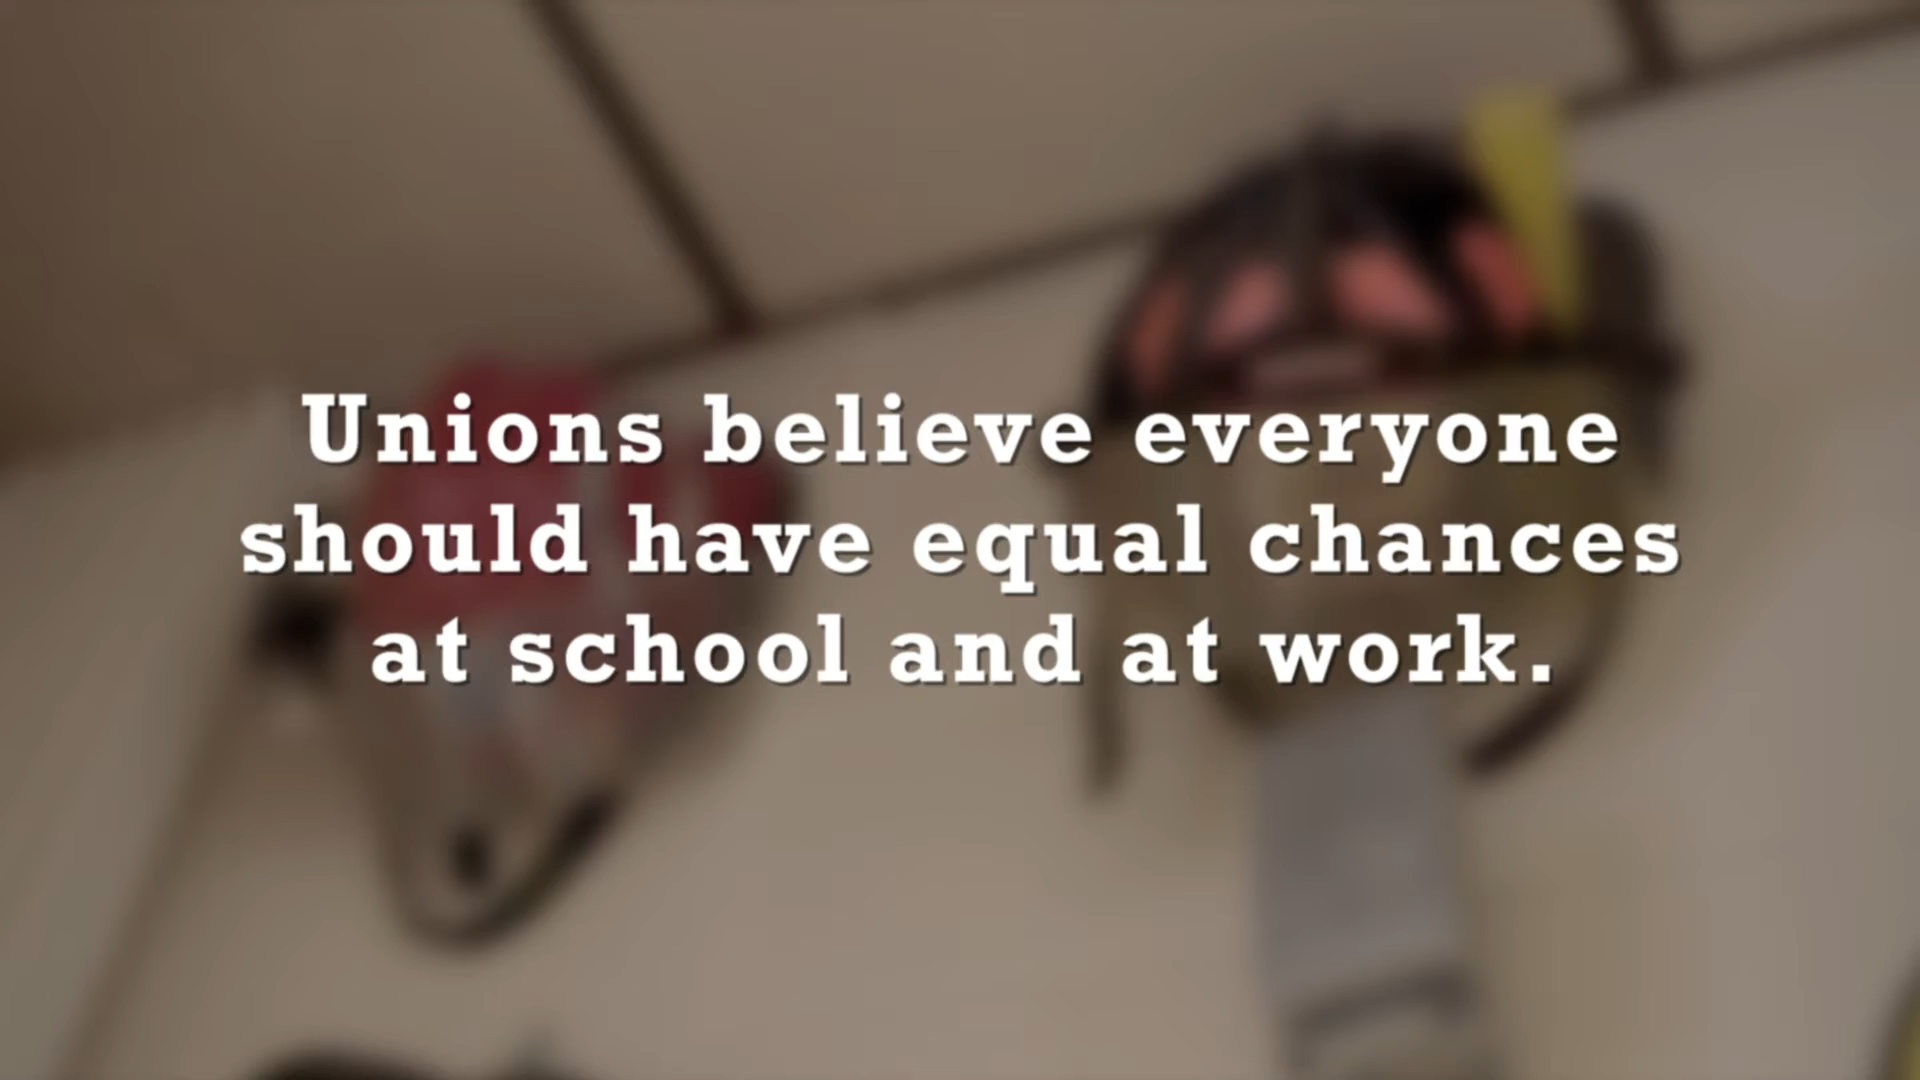 Unions believe everyone
should have equal chances
at school and at work.